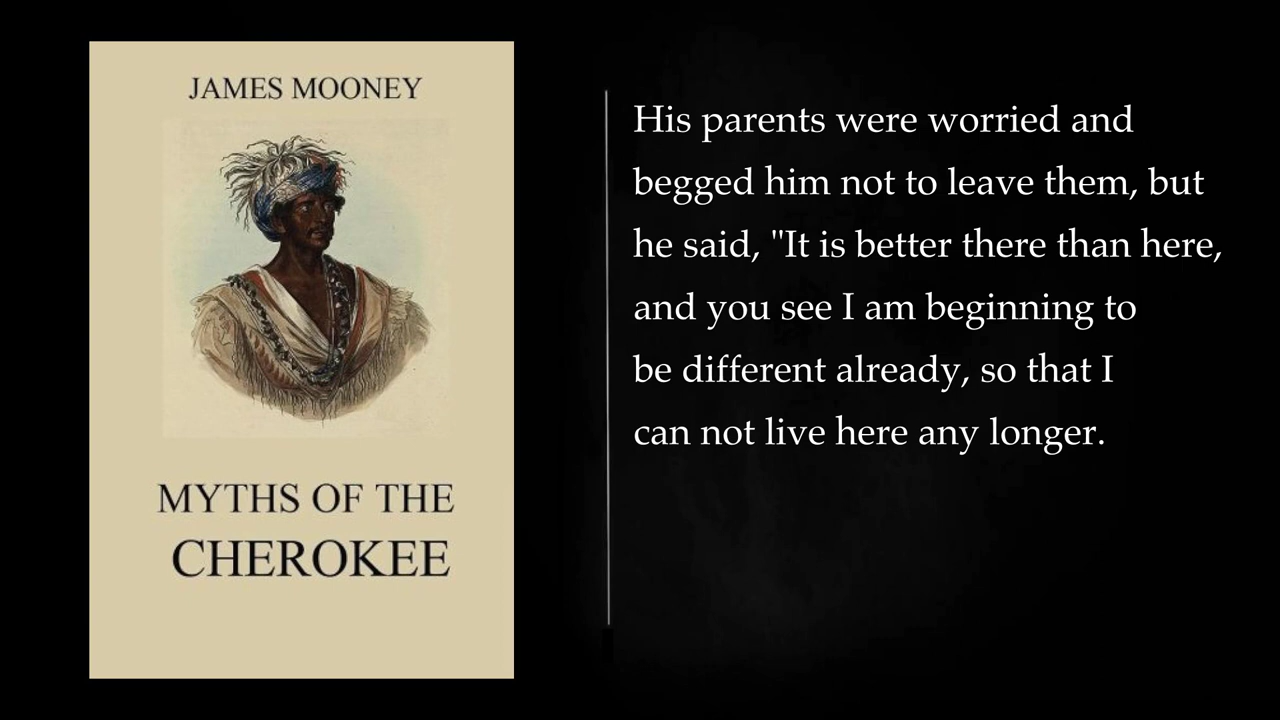 JAMES MOONEY
MYTHS OF THE
CHEROKEE
His parents were worried and
begged him not to leave them, but
he said, "It is better there than here,
and you see I am beginning to
be different already, so that I
can not live here any longer.